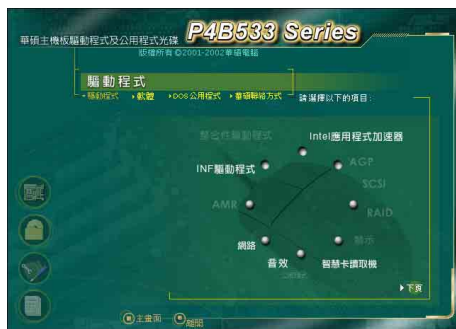 P4B533 Series
華碩主機板驅動程式及公用程式光碟
版權所有 ©2001-2002 華碩電腦
驅動程式
驅動程式 軟體 DOS公用程式 華碩聯絡方式
請選擇以下的項目:
整合性驅動程式
Intel應用程式加速器
INF驅動程式
AGP
SCSI
AMR
RAID
網路
顯示
音效
智慧卡讀取機
下頁
主畫面
離開